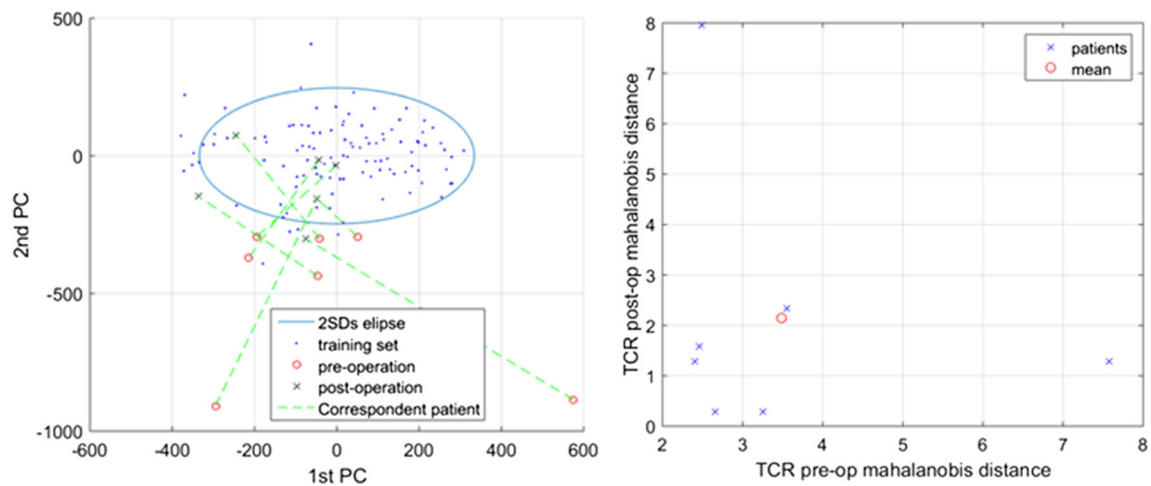 500
0
-500
-1000
2nd PC
-600
-400
-200
0
200
400
600
1st PC
2SDs elipse
training set
pre-operation
post-operation
Correspondent patient
8
7
6
5
4
3
2
1
0
TCR post-op mahalanobis distance
2
3
4
5
6
7
8
TCR pre-op mahalanobis distance
patients
mean